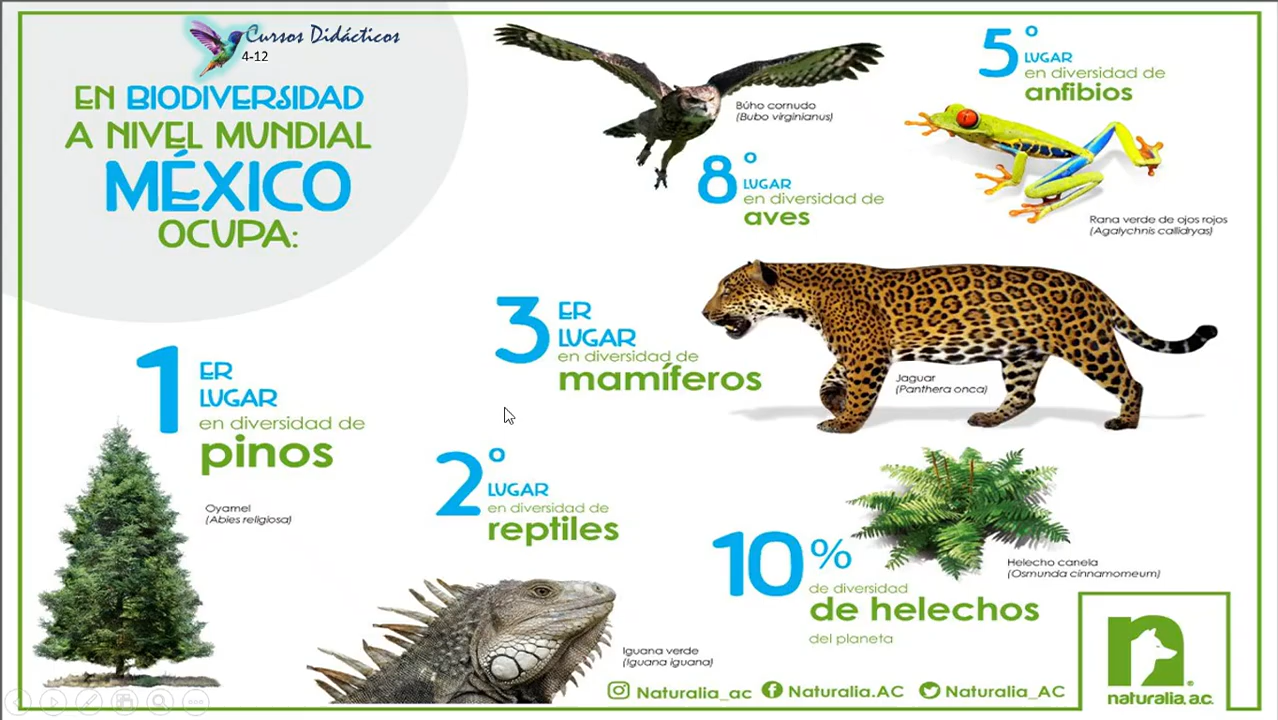 Cursos Didácticos
4-12
EN BIODIVERSIDAD
A NIVEL MUNDIAL
MÉXICO
OCUPA:
1 ER
LUGAR
en diversidad de
pinos
Oyamel
(Abies religiosa)
2º
LUGAR
en diversidad de
reptiles
Iguana verde
(Iguana iguana)
3 ER
LUGAR
en diversidad de
mamíferos
Jaguar
(Panthera onca)
Búho cornudo
(Bubo virginianus)
8º
LUGAR
en diversidad de
aves
5º
LUGAR
en diversidad de
anfibios
Rana verde de ojos rojos
(Agalychnis callidryas)
10%
de diversidad
de helechos
del planeta
Helecho canela
(Osmunda cinnamomeum)
Naturalia_ac Naturalia.AC Naturalia_AC
n®
naturalia, a.c.